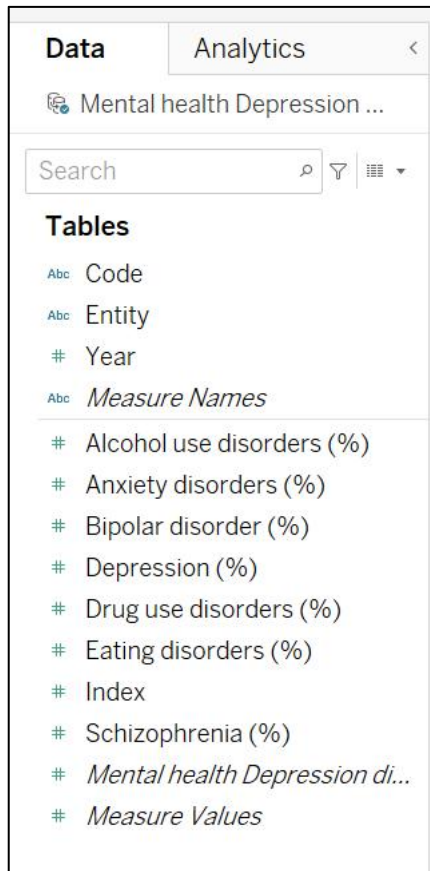 Data Analytics
Mental health Depression ...
Search
Tables
Abc Code
Abc Entity
# Year
Abc Measure Names
# Alcohol use disorders (%)
# Anxiety disorders (%)
# Bipolar disorder (%)
# Depression (%)
# Drug use disorders (%)
# Eating disorders (%)
# Index
# Schizophrenia (%)
# Mental health Depression di...
# Measure Values